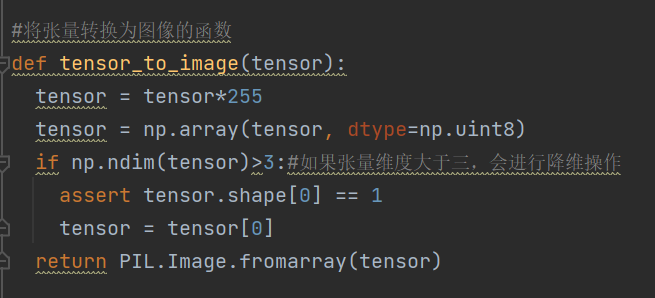 #将张量转换为图像的函数
def tensor_to_image(tensor):
  tensor = tensor*255
  tensor = np.array(tensor, dtype=np.uint8)
  if np.ndim(tensor)>3:#如果张量维度大于三，会进行降维操作
    assert tensor.shape[0] == 1
    tensor = tensor[0]
  return PIL.Image.fromarray(tensor)